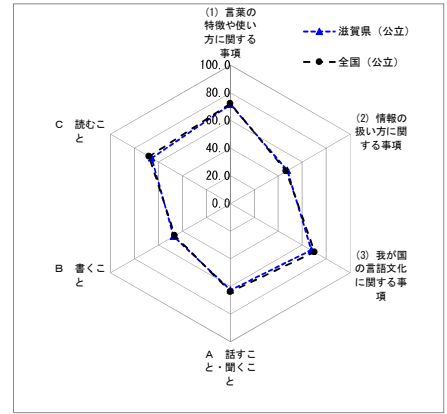 (1) 言葉の
特徴や使い
方に関する
事項
滋賀県（公立）
全国（公立）
100.0
80.0
60.0
40.0
20.0
0.0
(2) 情報の
扱い方に関
する事項
(3) 我が国
の言語文化
に関する事
項
A 話すこ
と・聞くこ
と
B 書くこ
と
C 読むこ
と